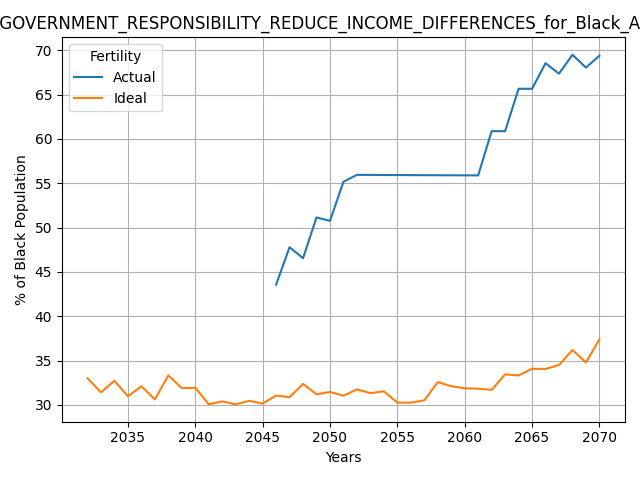 GOVERNMENT_RESPONSIBILITY_REDUCE_INCOME_DIFFERENCES_for_Black_A
Fertility
Actual
Ideal
70
65
60
55
50
45
40
35
30
% of Black Population
2035 2040 2045 2050 2055 2060 2065 2070
Years